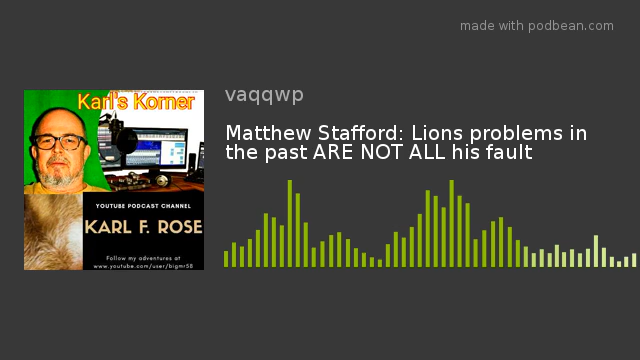 made with podbean.com
Karl's Korner
YOUTUBE PODCAST CHANNEL
KARL F. ROSE
Follow my adventures at
www.youtube.com/user/bigmr58
vaqqwp
Matthew Stafford: Lions problems in
the past ARE NOT ALL his fault